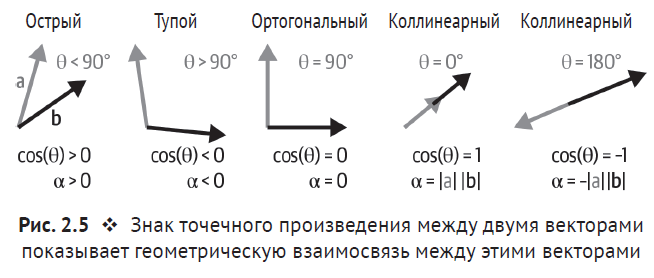 Острый Тупой Ортогональный Коллинеарный Коллинеарный
θ < 90° θ > 90° θ = 90° θ = 0° θ = 180°
a
b
cos(θ) > 0 cos(θ) < 0 cos(θ) = 0 cos(θ) = 1 cos(θ) = –1
α > 0 α < 0 α = 0 α = |a| |b| α = –|a| |b|
Рис. 2.5 ❖ Знак точечного произведения между двумя векторами
показывает геометрическую взаимосвязь между этими векторами